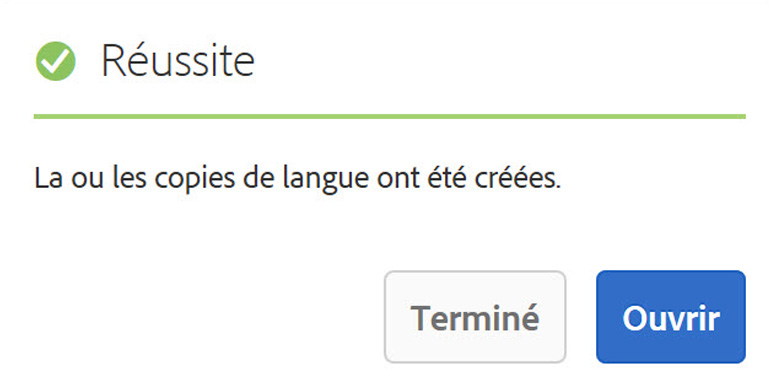 Réussite
La ou les copies de langue ont été créées.
Terminé
Ouvrir